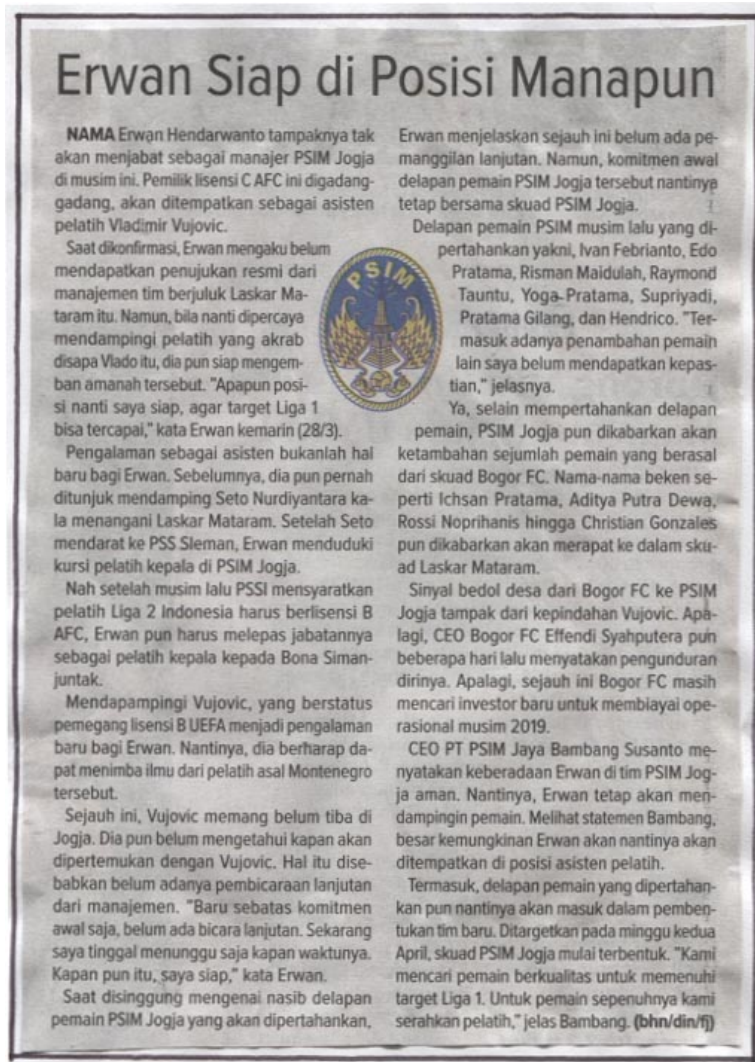 Erwan Siap di Posisi Manapun
NAMA Erwan Hendarwanto tampaknya tak
akan menjabat sebagai manajer PSIM Jogja
di musim ini. Pemilik lisensi C AFC ini digadang-
gadang, akan ditempatkan sebagai asisten
pelatih Vladimir Vujovic.
Saat dikonfirmasi, Erwan mengaku belum
mendapatkan penujukan resmi dari
manajemen tim berjuluk Laskar Ma-
taram itu. Namun, bila nanti dipercaya
mendampingi pelatih yang akrab
disapa Vlado itu, dia pun siap mengem-
ban amanah tersebut. "Apapun posi-
si nanti saya siap, agar target Liga 1
bisa tercapai," kata Erwan kemarin (28/3).
Pengalaman sebagai asisten bukanlah hal
baru bagi Erwan. Sebelumnya, dia pun pernah
ditunjuk mendamping Seto Nurdiyantara ka-
la menangani Laskar Mataram. Setelah Seto
mendarat ke PSS Sleman, Erwan menduduki
kursi pelatih kepala di PSIM Jogja.
Nah setelah musim lalu PSSI mensyaratkan
pelatih Liga 2 Indonesia harus berlisensi B
AFC, Erwan pun harus melepas jabatannya
sebagai pelatih kepala kepada Bona Siman-
juntak.
Mendapampingi Vujovic, yang berstatus
pemegang lisensi B UEFA menjadi pengalaman
baru bagi Erwan. Nantinya, dia berharap da-
pat menimba ilmu dari pelatih asal Montenegro
tersebut.
Sejauh ini, Vujovic memang belum tiba di
Jogja. Dia pun belum mengetahui kapan akan
dipertemukan dengan Vujovic. Hal itu dise-
babkan belum adanya pembicaraan lanjutan
dari manajemen. "Baru sebatas komitmen
awal saja, belum ada bicara lanjutan. Sekarang
saya tinggal menunggu saja kapan waktunya.
Kapan pun itu, saya siap," kata Erwan.
Saat disinggung mengenai nasib delapan
pemain PSIM Jogja yang akan dipertahankan,
Erwan menjelaskan sejauh ini belum ada pe-
manggilan lanjutan. Namun, komitmen awal
delapan pemain PSIM Jogja tersebut nantinya
tetap bersama skuad PSIM Jogja.
Delapan pemain PSIM musim lalu yang di-
pertahankan yakni, Ivan Febrianto, Edo
Pratama, Risman Maidulah, Raymond
Tauntu, Yoga Pratama, Supriyadi,
Pratama Gilang, dan Hendrico. "Ter-
masuk adanya penambahan pemain
lain saya belum mendapatkan kepas-
tian," jelasnya.
Ya, selain mempertahankan delapan
pemain, PSIM Jogja pun dikabarkan akan
ketambahan sejumlah pemain yang berasal
dari skuad Bogor FC. Nama-nama beken se-
perti Ichsan Pratama, Aditya Putra Dewa,
Rossi Noprihanis hingga Christian Gonzales
pun dikabarkan akan merapat ke dalam sku-
ad Laskar Mataram.
Sinyal bedol desa dari Bogor FC ke PSIM
Jogja tampak dari kepindahan Vujovic. Apa-
lagi, CEO Bogor FC Effendi Syahputera pun
beberapa hari lalu menyatakan pengunduran
dirinya. Apalagi, sejauh ini Bogor FC masih
mencari investor baru untuk membiayai ope-
rasional musim 2019.
CEO PT PSIM Jaya Bambang Susanto me-
nyatakan keberadaan Erwan di tim PSIM Jog-
ja aman. Nantinya, Erwan tetap akan men-
dampingin pemain. Melihat statemen Bambang,
besar kemungkinan Erwan akan nantinya akan
ditempatkan di posisi asisten pelatih.
Termasuk, delapan pemain yang dipertahan-
kan pun nantinya akan masuk dalam pemben-
tukan tim baru. Ditargetkan pada minggu kedua
April, skuad PSIM Jogja mulai terbentuk. "Kami
mencari pemain berkualitas untuk memenuhi
target Liga 1. Untuk pemain sepenuhnya kami
serahkan pelatih," jelas Bambang. (bhn/din/fj)
PSIM